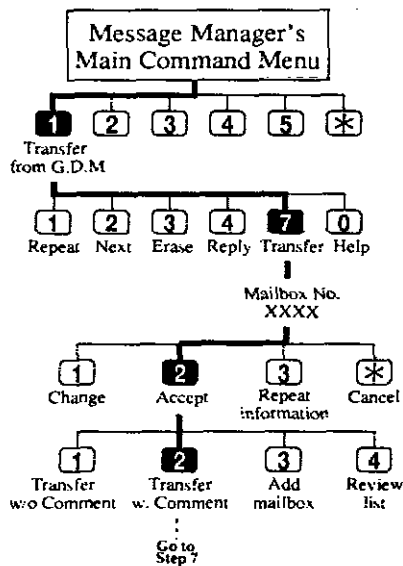 Message Manager's
Main Command Menu
1 2 3 4 5 *
Transfer
from G.D.M
1 2 3 4 7 0
Repeat Next Erase Reply Transfer Help
Mailbox No.
XXXX
1 2 3 *
Change Accept Repeat Cancel
information
1 2 3 4
Transfer Transfer Add Review
w/o Comment w. Comment mailbox list
Go to
Step 7